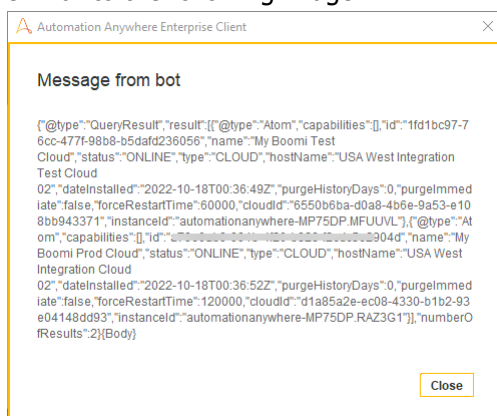 Automation Anywhere Enterprise Client
Message from bot
{"@type":"QueryResult","result":[{"@type":"Atom","capabilities":[],"id":"1fd1bc97-7
6cc-477f-98b8-b5dafd236056","name":"My Boomi Test
Cloud","status":"ONLINE","type":"CLOUD","hostName":"USA West Integration
Test Cloud
02","dateInstalled":"2022-10-18T00:36:49Z","purgeHistoryDays":0,"purgeImmed
iate":false,"forceRestartTime":60000,"cloudId":"6550b6ba-d0a8-4b6e-9a53-e10
8bb943371","instanceId":"automationanywhere-MP75DP.MFUUVL"},{"@type":"At
om","capabilities":[],"id":" 904d","name":"My
Boomi Prod Cloud","status":"ONLINE","type":"CLOUD","hostName":"USA West
Integration Cloud
02","dateInstalled":"2022-10-18T00:36:52Z","purgeHistoryDays":0,"purgeImmed
iate":false,"forceRestartTime":120000,"cloudId":"d1a85a2e-ec08-4330-b1b2-93
e04148dd93","instanceId":"automationanywhere-MP75DP.RAZ3G1"}],"numberO
fResults":2}{Body}
Close